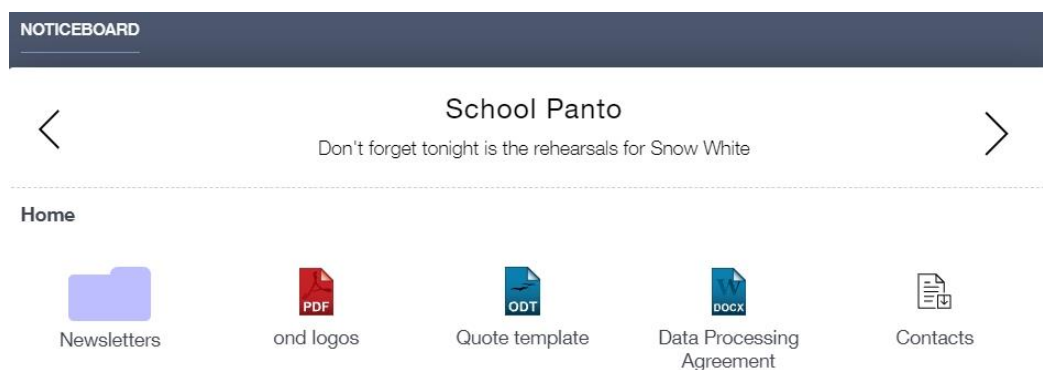 NOTICEBOARD
School Panto
Don't forget tonight is the rehearsals for Snow White
Home
PDF
ODT
W
DOCX
Newsletters
ond logos
Quote template
Data Processing
Agreement
Contacts